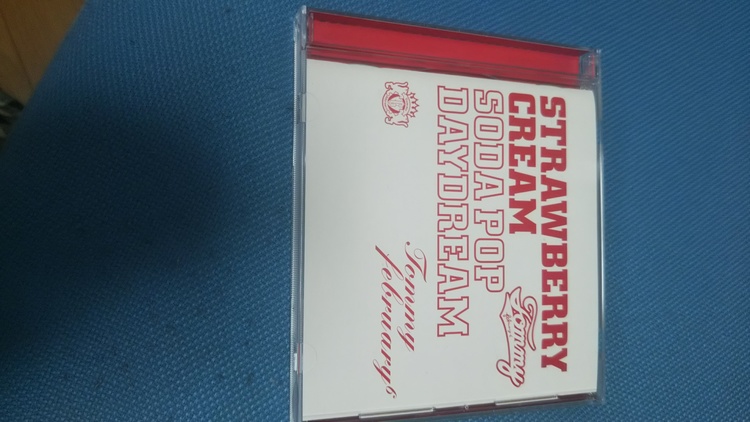 STRAWBERRY
CREAM
SODA POP
DAYDREAM
Tommy
Tommy
february6